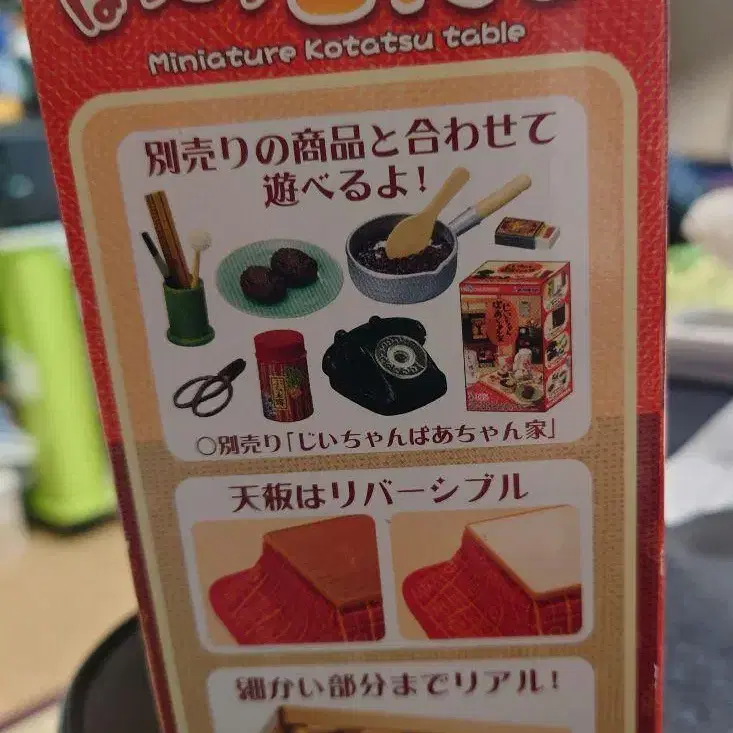 Miniature Kotatsu table
別売りの商品と合わせて
遊べるよ!
○別売り「じいちゃんばあちゃん家」
天板はリバーシブル
細かい部分までリアル!